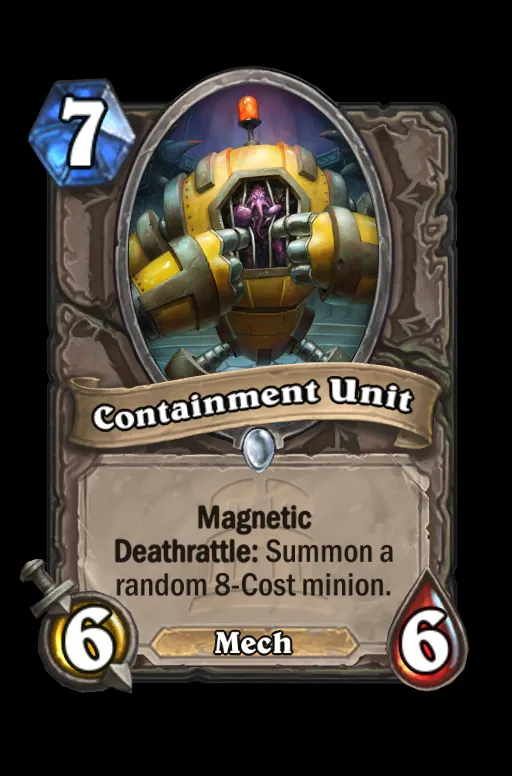 7
Containment Unit
Magnetic
Deathrattle: Summon a
random 8-Cost minion.
6 Mech 6